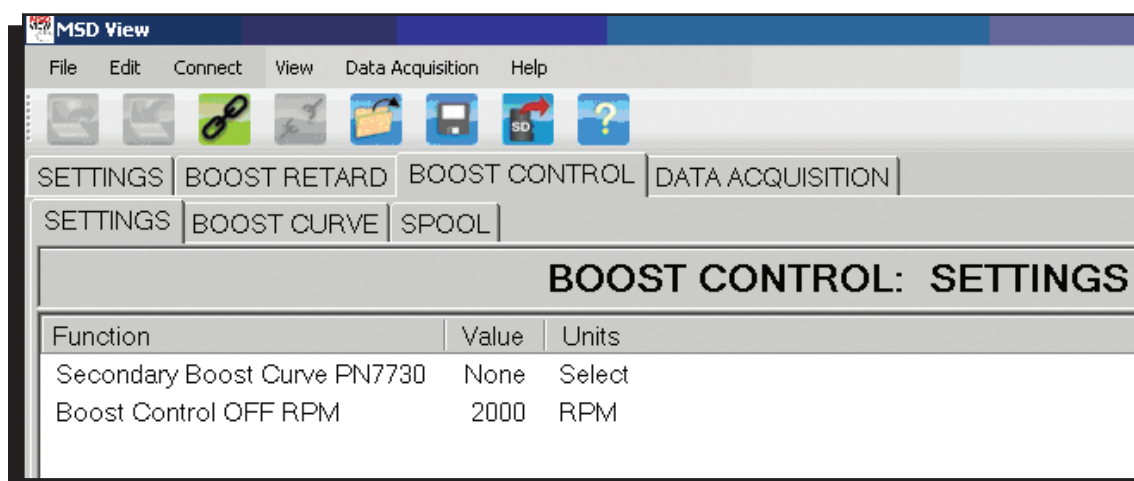 MSD View
File Edit Connect View Data Acquisition Help
SD ?
SETTINGS BOOST RETARD BOOST CONTROL DATA ACQUISITION
SETTINGS BOOST CURVE SPOOL
BOOST CONTROL: SETTINGS
Function Value Units
Secondary Boost Curve PN7730 None Select
Boost Control OFF RPM 2000 RPM